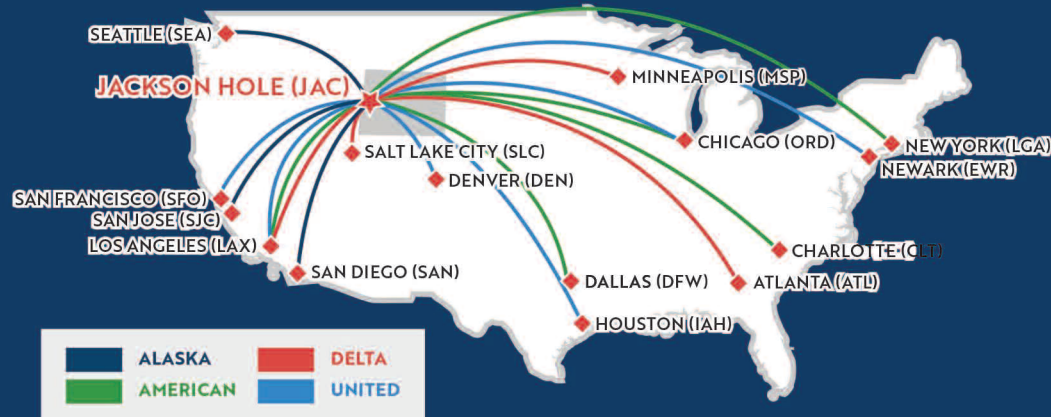 SEATTLE (SEA)
JACKSON HOLE (JAC)
MINNEAPOLIS (MSP)
SALT LAKE CITY (SLC)
CHICAGO (ORD)
NEW YORK (LGA)
NEWARK (EWR)
DENVER (DEN)
SAN FRANCISCO (SFO)
SAN JOSE (SJC)
LOS ANGELES (LAX)
CHARLOTTE (CLT)
SAN DIEGO (SAN)
DALLAS (DFW)
ATLANTA (ATL)
HOUSTON (IAH)
ALASKA
DELTA
AMERICAN
UNITED